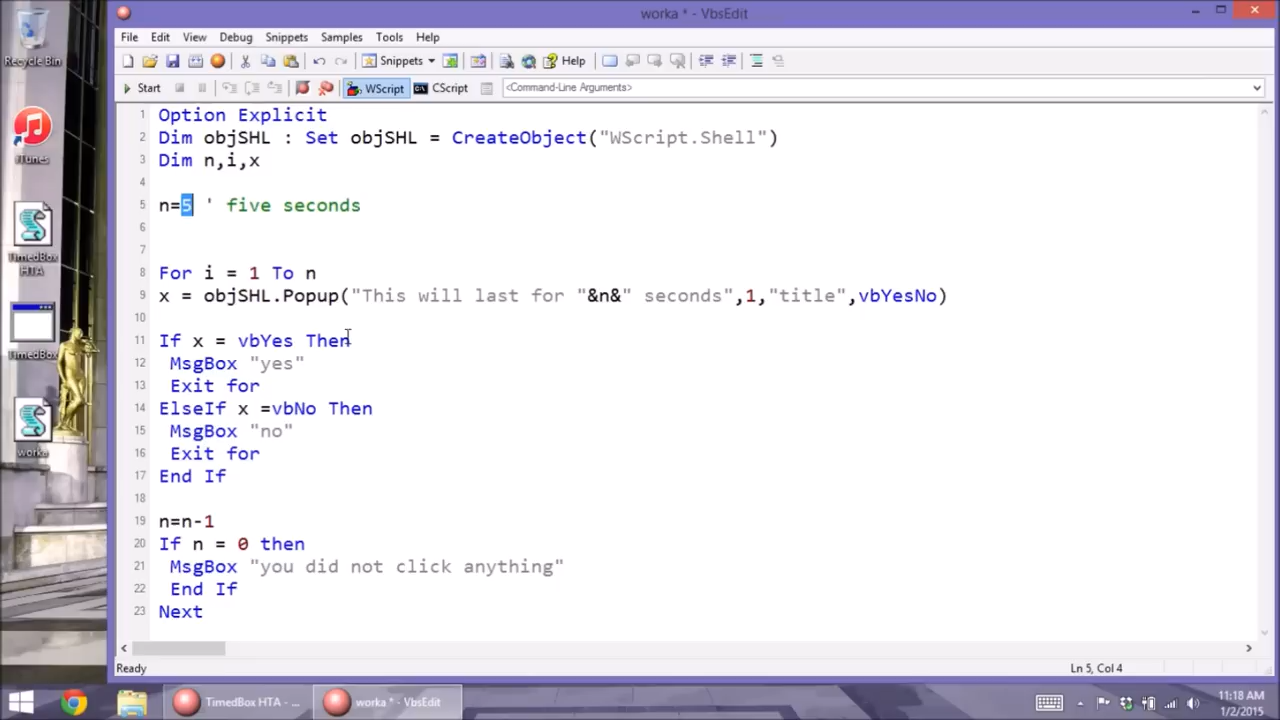 worka * - VbsEdit
File Edit View Debug Snippets Samples Tools Help
Snippets Help
Start WScript CScript <Command-Line Arguments>
1 Option Explicit
2 Dim objSHL : Set objSHL = CreateObject("WScript.Shell")
3 Dim n,i,x
4
5 n=5 ' five seconds
6
7
8 For i = 1 To n
9 x = objSHL.Popup("This will last for "&n&" seconds",1,"title",vbYesNo)
10
11 If x = vbYes Then
12 MsgBox "yes"
13 Exit for
14 ElseIf x =vbNo Then
15 MsgBox "no"
16 Exit for
17 End If
18
19 n=n-1
20 If n = 0 then
21 MsgBox "you did not click anything"
22 End If
23 Next
Ready Ln 5, Col 4
Recycle Bin
iTunes
TimedBox
HTA
TimedBox
worka
TimedBox HTA - ...
worka * - VbsEdit
11:18 AM
1/2/2015